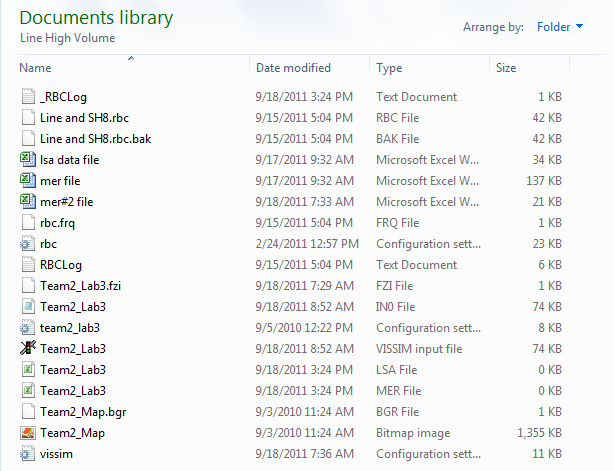 Documents library
Line High Volume
Arrange by: Folder
Name Date modified Type Size
_RBCLog 9/18/2011 3:24 PM Text Document 1 KB
Line and SH8.rbc 9/15/2011 5:04 PM RBC File 42 KB
Line and SH8.rbc.bak 9/15/2011 5:04 PM BAK File 42 KB
lsa data file 9/17/2011 9:32 AM Microsoft Excel W... 34 KB
mer file 9/17/2011 9:32 AM Microsoft Excel W... 137 KB
mer#2 file 9/18/2011 7:33 AM Microsoft Excel W... 21 KB
rbc.frq 9/15/2011 5:04 PM FRQ File 1 KB
rbc 2/24/2011 12:57 PM Configuration sett... 23 KB
RBCLog 9/15/2011 5:04 PM Text Document 6 KB
Team2_Lab3.fzi 9/18/2011 7:29 AM FZI File 1 KB
Team2_Lab3 9/18/2011 8:52 AM IN0 File 74 KB
team2_lab3 9/5/2010 12:22 PM Configuration sett... 8 KB
Team2_Lab3 9/18/2011 8:52 AM VISSIM input file 74 KB
Team2_Lab3 9/18/2011 3:24 PM LSA File 0 KB
Team2_Lab3 9/18/2011 3:24 PM MER File 0 KB
Team2_Map.bgr 9/3/2010 11:24 AM BGR File 1 KB
Team2_Map 9/3/2010 11:24 AM Bitmap image 1,355 KB
vissim 9/18/2011 7:36 AM Configuration sett... 11 KB